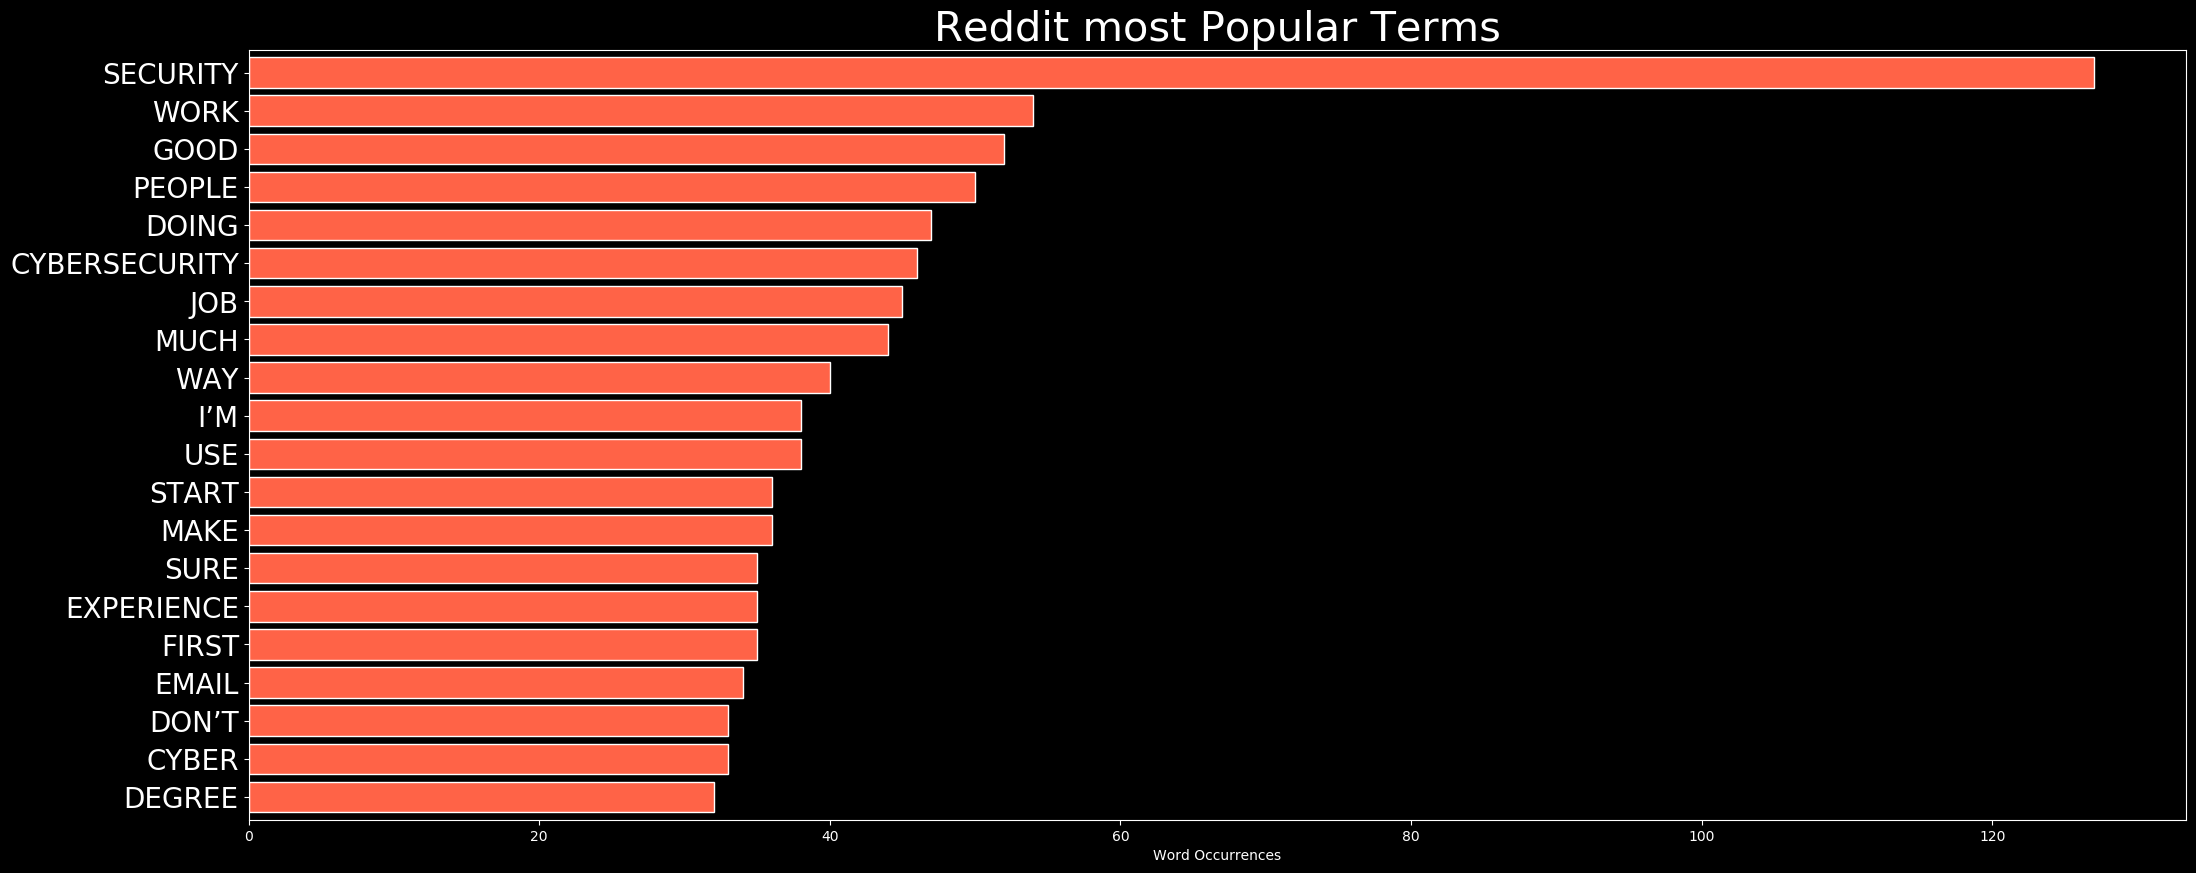 Reddit most Popular Terms
SECURITY
WORK
GOOD
PEOPLE
DOING
CYBERSECURITY
JOB
MUCH
WAY
I’M
USE
START
MAKE
SURE
EXPERIENCE
FIRST
EMAIL
DON’T
CYBER
DEGREE
0 20 40 60 80 100 120
Word Occurrences